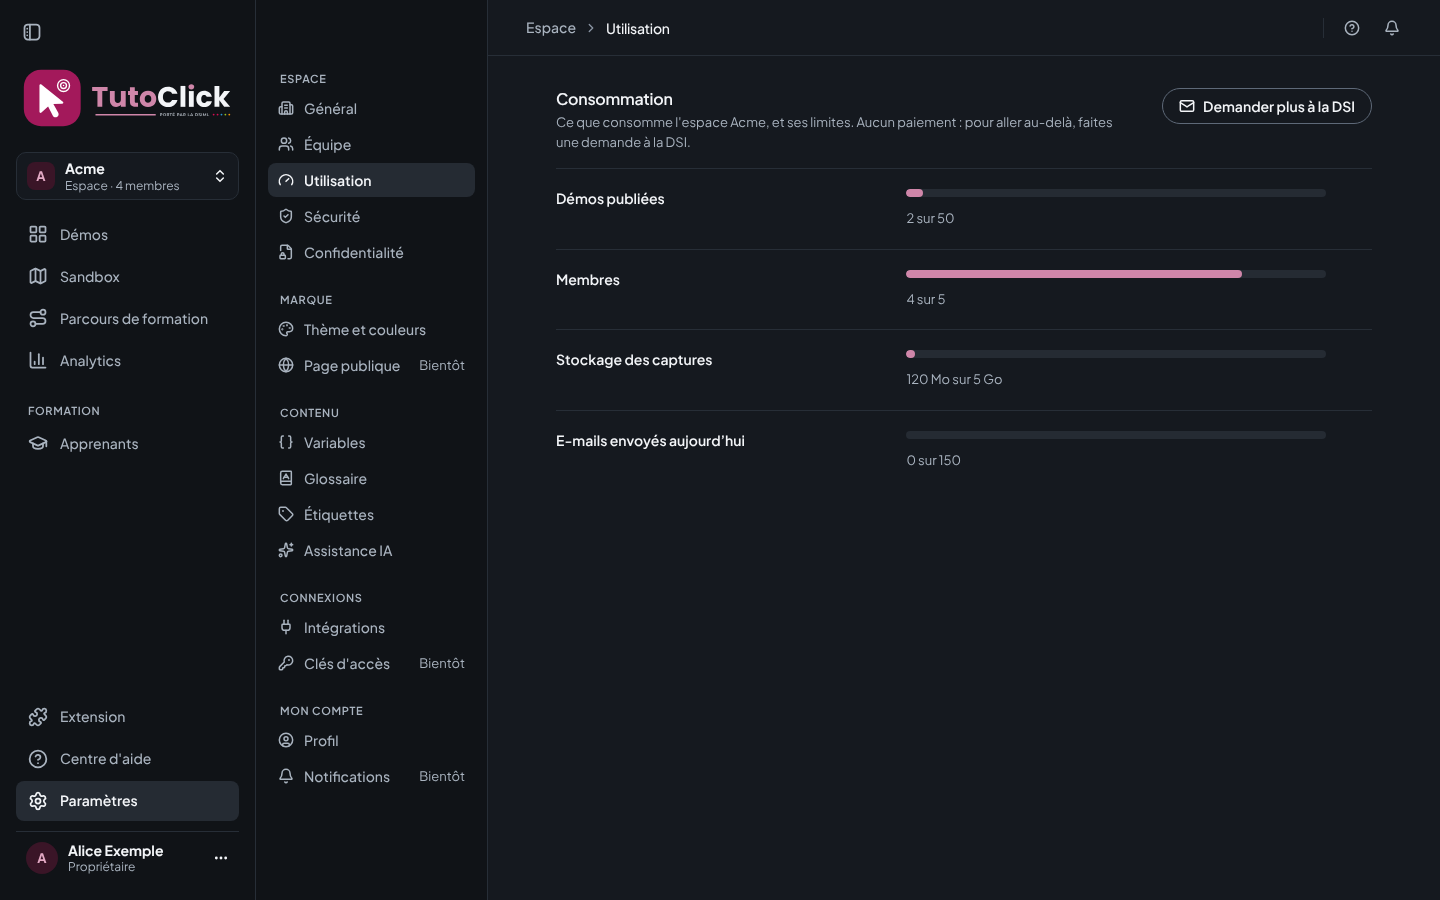 TutoClick
PORTÉ PAR LA DSIML
A
Acme
Espace · 4 membres
Démos
Sandbox
Parcours de formation
Analytics
FORMATION
Apprenants
Extension
Centre d'aide
Paramètres
A
Alice Exemple
Propriétaire
ESPACE
Général
Équipe
Utilisation
Sécurité
Confidentialité
MARQUE
Thème et couleurs
Page publique Bientôt
CONTENU
Variables
Glossaire
Étiquettes
Assistance IA
CONNEXIONS
Intégrations
Clés d'accès Bientôt
MON COMPTE
Profil
Notifications Bientôt
Espace > Utilisation
Consommation
Ce que consomme l'espace Acme, et ses limites. Aucun paiement : pour aller au-delà, faites
une demande à la DSI.
Demander plus à la DSI
Démos publiées
2 sur 50
Membres
4 sur 5
Stockage des captures
120 Mo sur 5 Go
E-mails envoyés aujourd’hui
0 sur 150